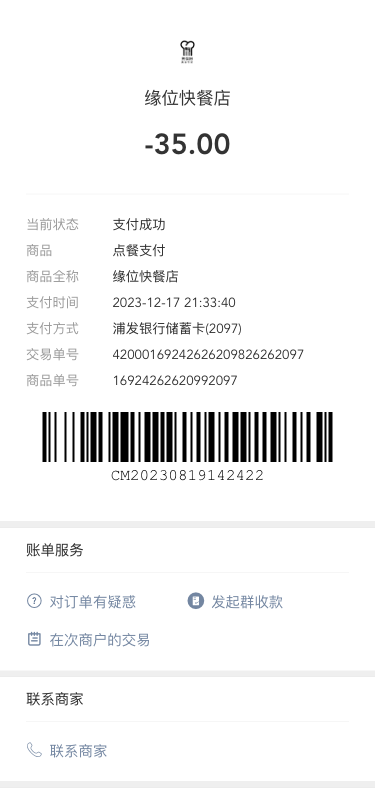 缘位快餐店
-35.00
当前状态 支付成功
商品 点餐支付
商品全称 缘位快餐店
支付时间 2023-12-17 21:33:40
支付方式 浦发银行储蓄卡(2097)
交易单号 42000169242626209826262097
商品单号 16924262620992097
CM20230819142422
账单服务
对订单有疑惑 发起群收款
在次商户的交易
联系商家
联系商家